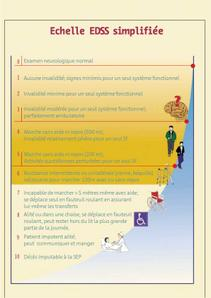 Echelle EDSS simplifiée
0 Examen neurologique normal
1 Aucune invalidité; signes minimis pour un seul système fonctionnel
2 Invalidité minime pour un seul système fonctionnel
3 Invalidité modérée pour un seul système fonctionnel;
parfaitement ambulatoire
4 Marche sans aide ni repos (500 m);
Invalidité relativement sévère pour un seul SF
5 Marche sans aide ni repos (200 m);
Activités quotidiennes perturbées pour un seul SF
6 Assistance intermittente ou unilatérale (canne, béquille)
nécessaire pour marcher 100m avec ou sans repos
7 Incapable de marcher > 5 mètres même avec aide;
se déplace seul en fauteuil roulant en assurant
lui-même les transferts
8 Alité ou dans une chaise, se déplace en fauteuil
roulant, peut rester hors du lit la plus grande
partie de la journée.
9 Patient impotent alité,
peut communiquer et manger
10 Décès imputable à la SEP